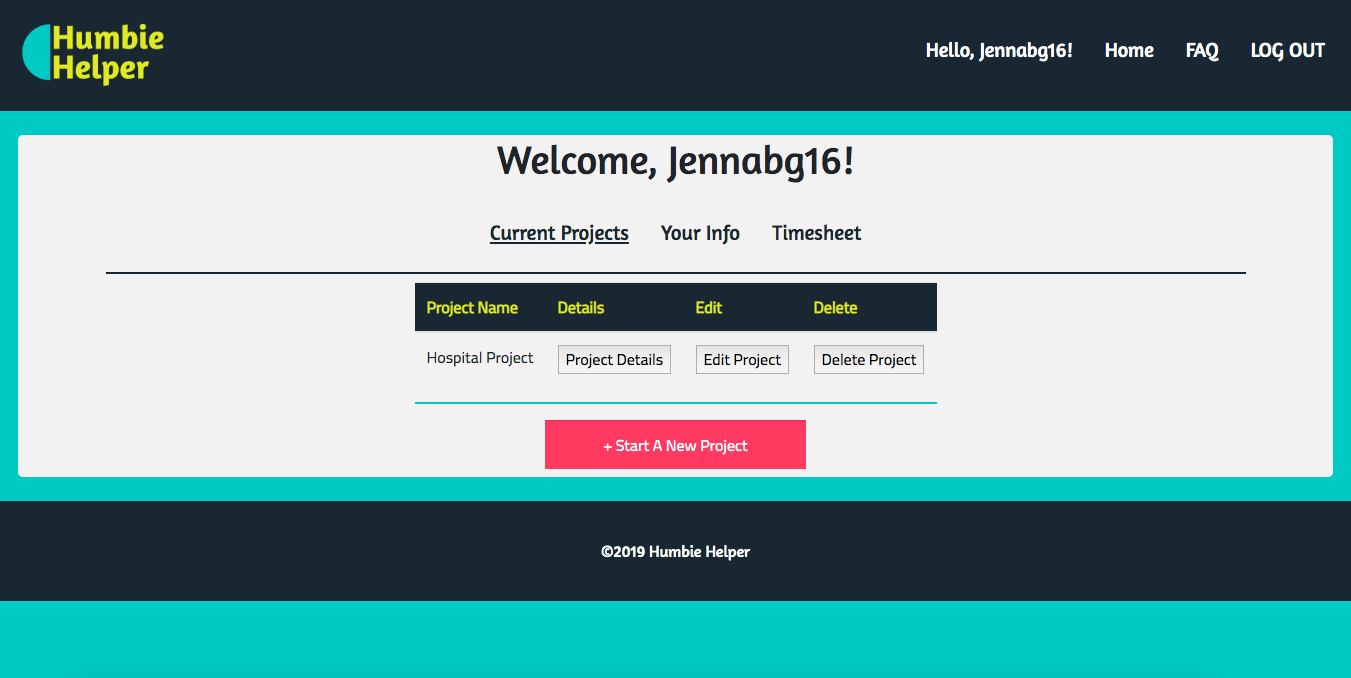 Humbie
Helper
Hello, Jennabg16! Home FAQ LOG OUT
Welcome, Jennabg16!
Current Projects Your Info Timesheet
Project Name Details Edit Delete
Hospital Project Project Details Edit Project Delete Project
+ Start A New Project
©2019 Humbie Helper